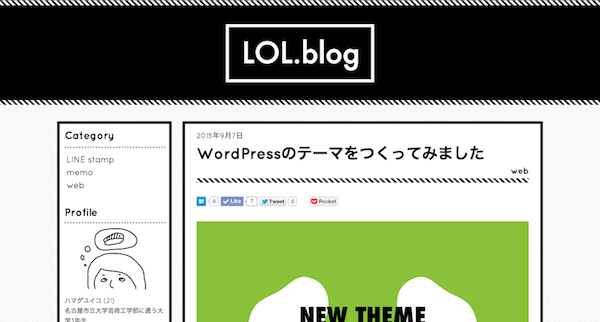 LOL.blog
Category
LINE stamp
memo
web
Profile
ハマダユイコ (21)
名古屋市立大学芸術工学部に通う大
学3年生
2015年9月7日
WordPressのテーマをつくってみました
web
B! 0 Like 7 Tweet 0 Pocket
NEW THEME